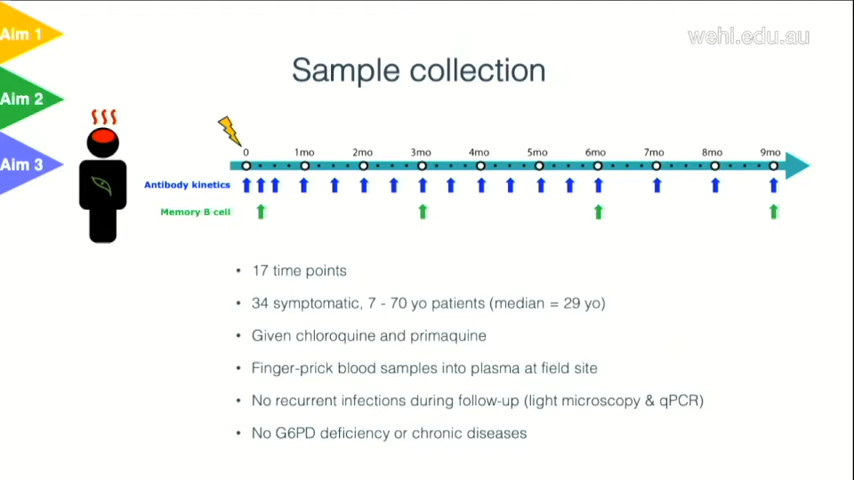 Aim 1
wehi.edu.au
Sample collection
Aim 2
0 1mo 2mo 3mo 4mo 5mo 6mo 7mo 8mo 9mo
Aim 3
Antibody kinetics
Memory B cell
• 17 time points
• 34 symptomatic, 7 - 70 yo patients (median = 29 yo)
• Given chloroquine and primaquine
• Finger-prick blood samples into plasma at field site
• No recurrent infections during follow-up (light microscopy & qPCR)
• No G6PD deficiency or chronic diseases